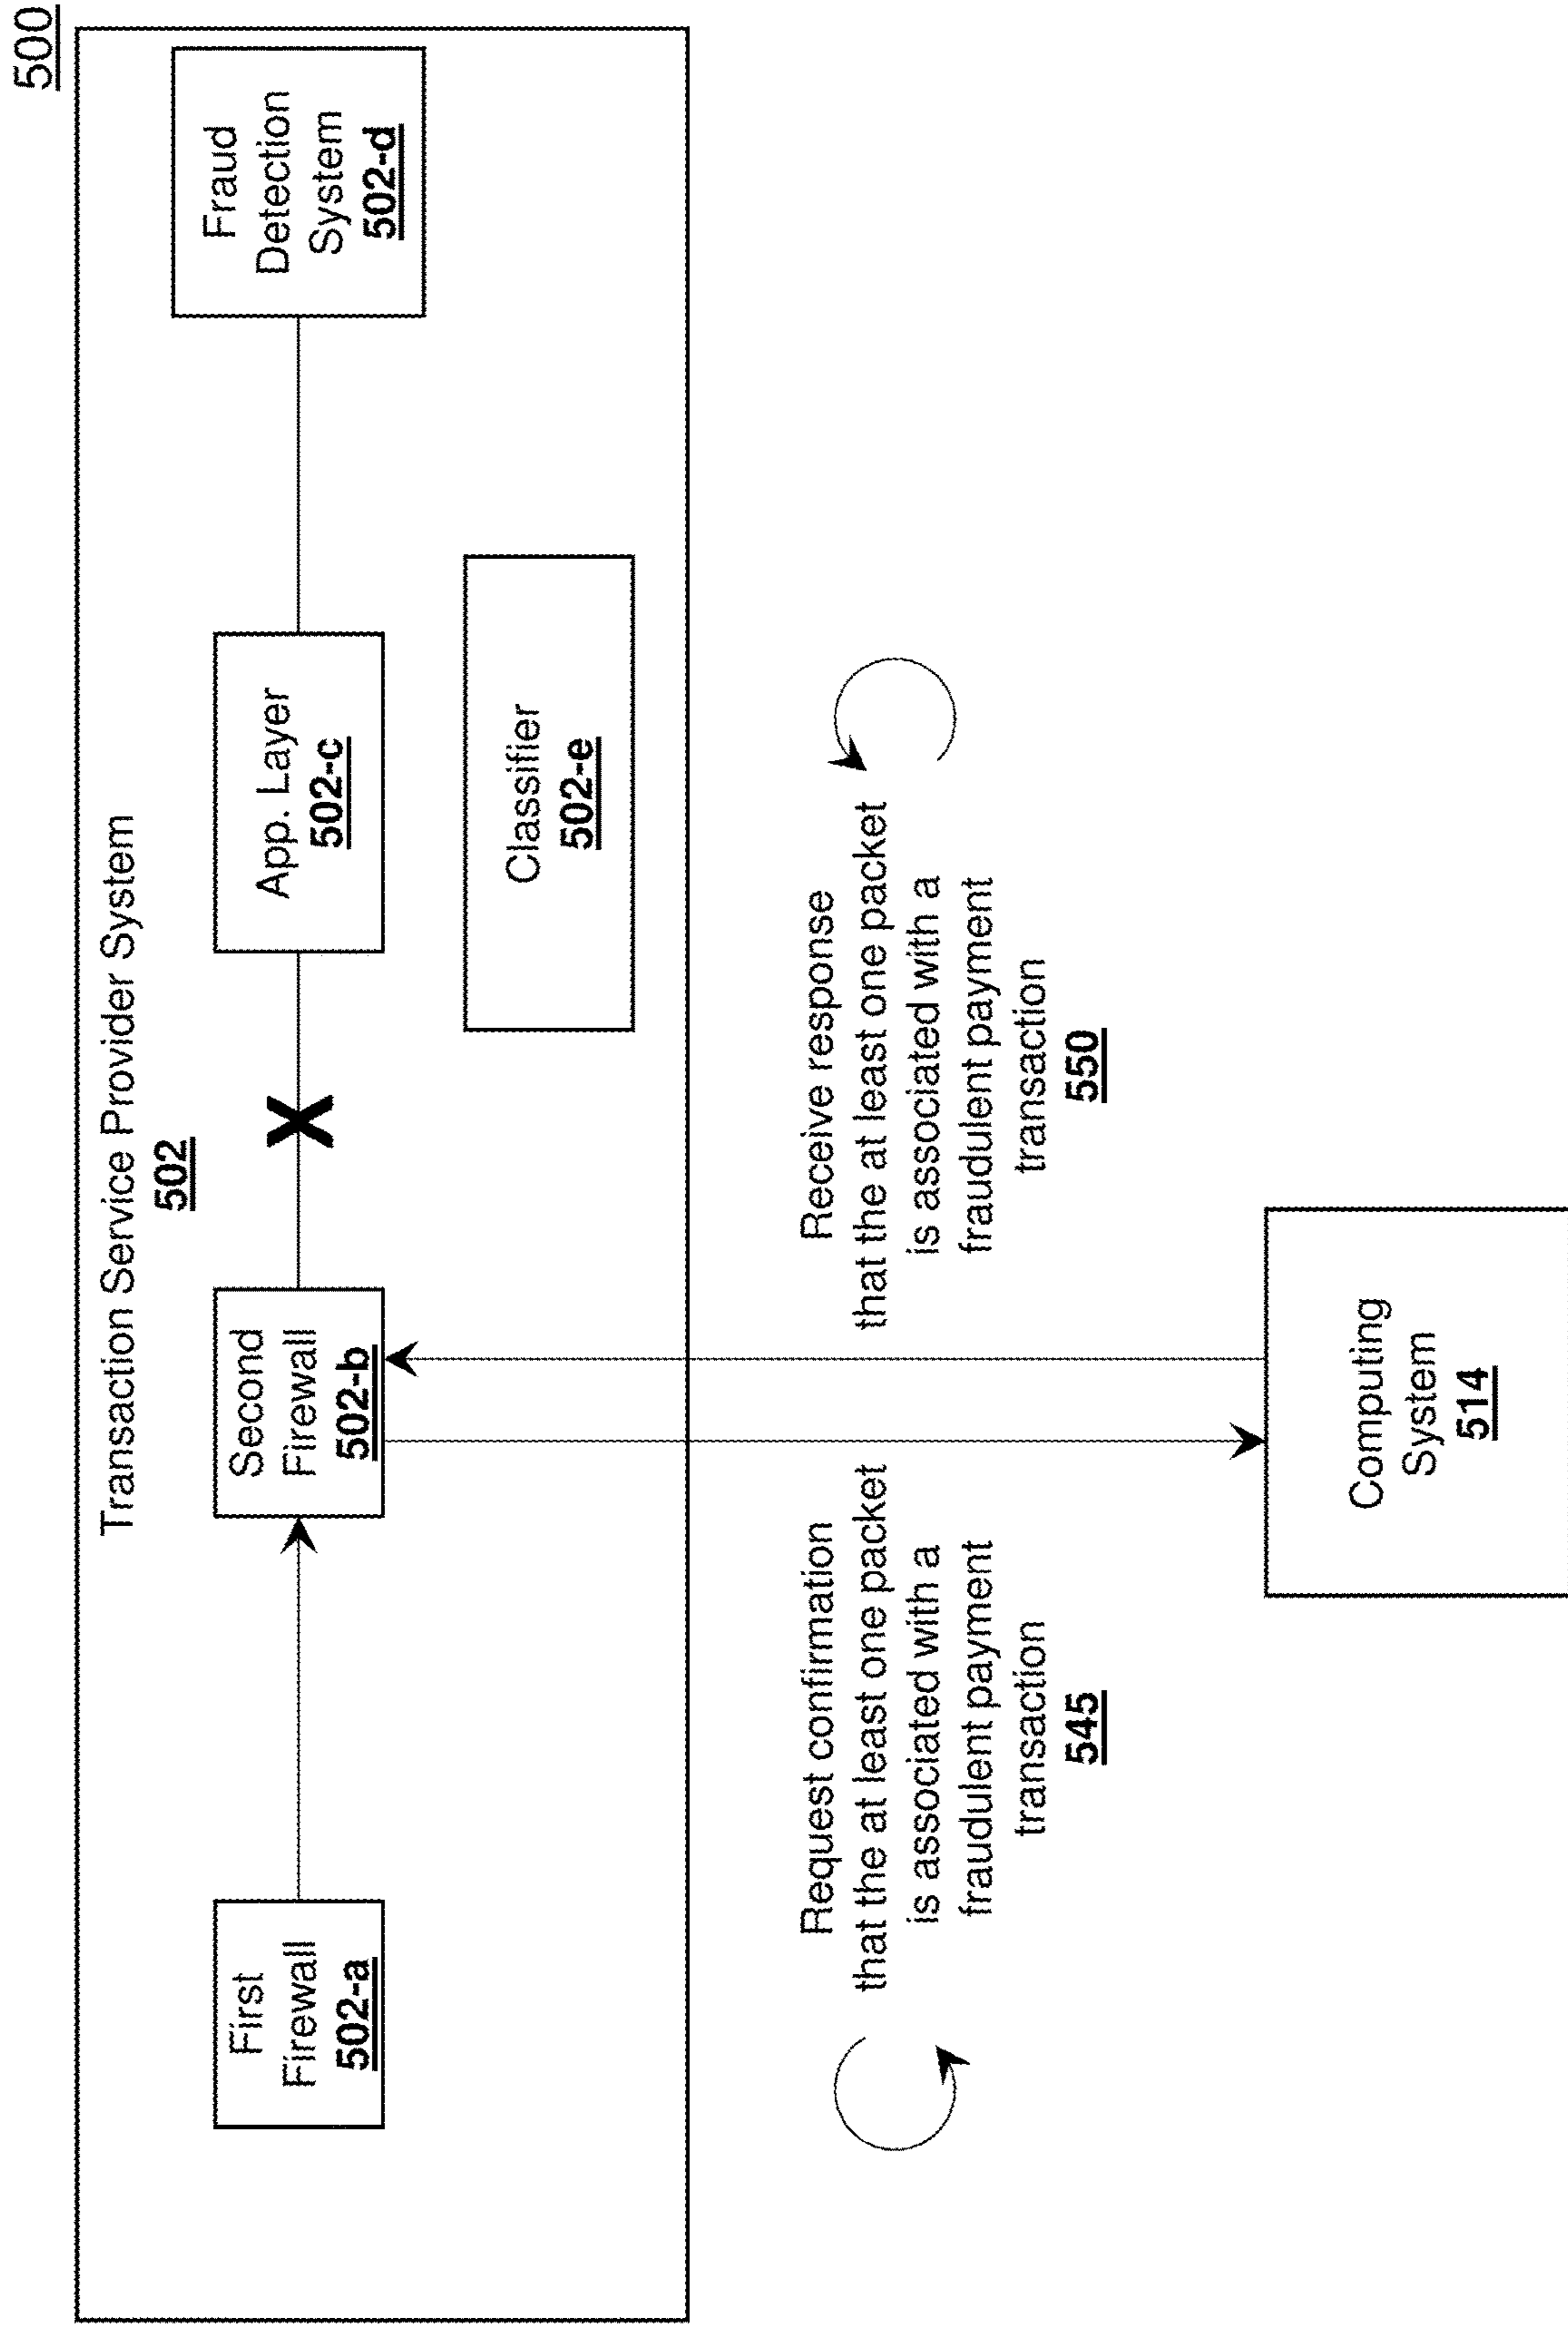 500
Transaction Service Provider System
502
First
Firewall
502-a
Second
Firewall
502-b
App. Layer
502-c
Fraud
Detection
System
502-d
Classifier
502-e
Request confirmation
that the at least one packet
is associated with a
fraudulent payment
transaction
545
Receive response
that the at least one packet
is associated with a
fraudulent payment
transaction
550
Computing
System
514
X